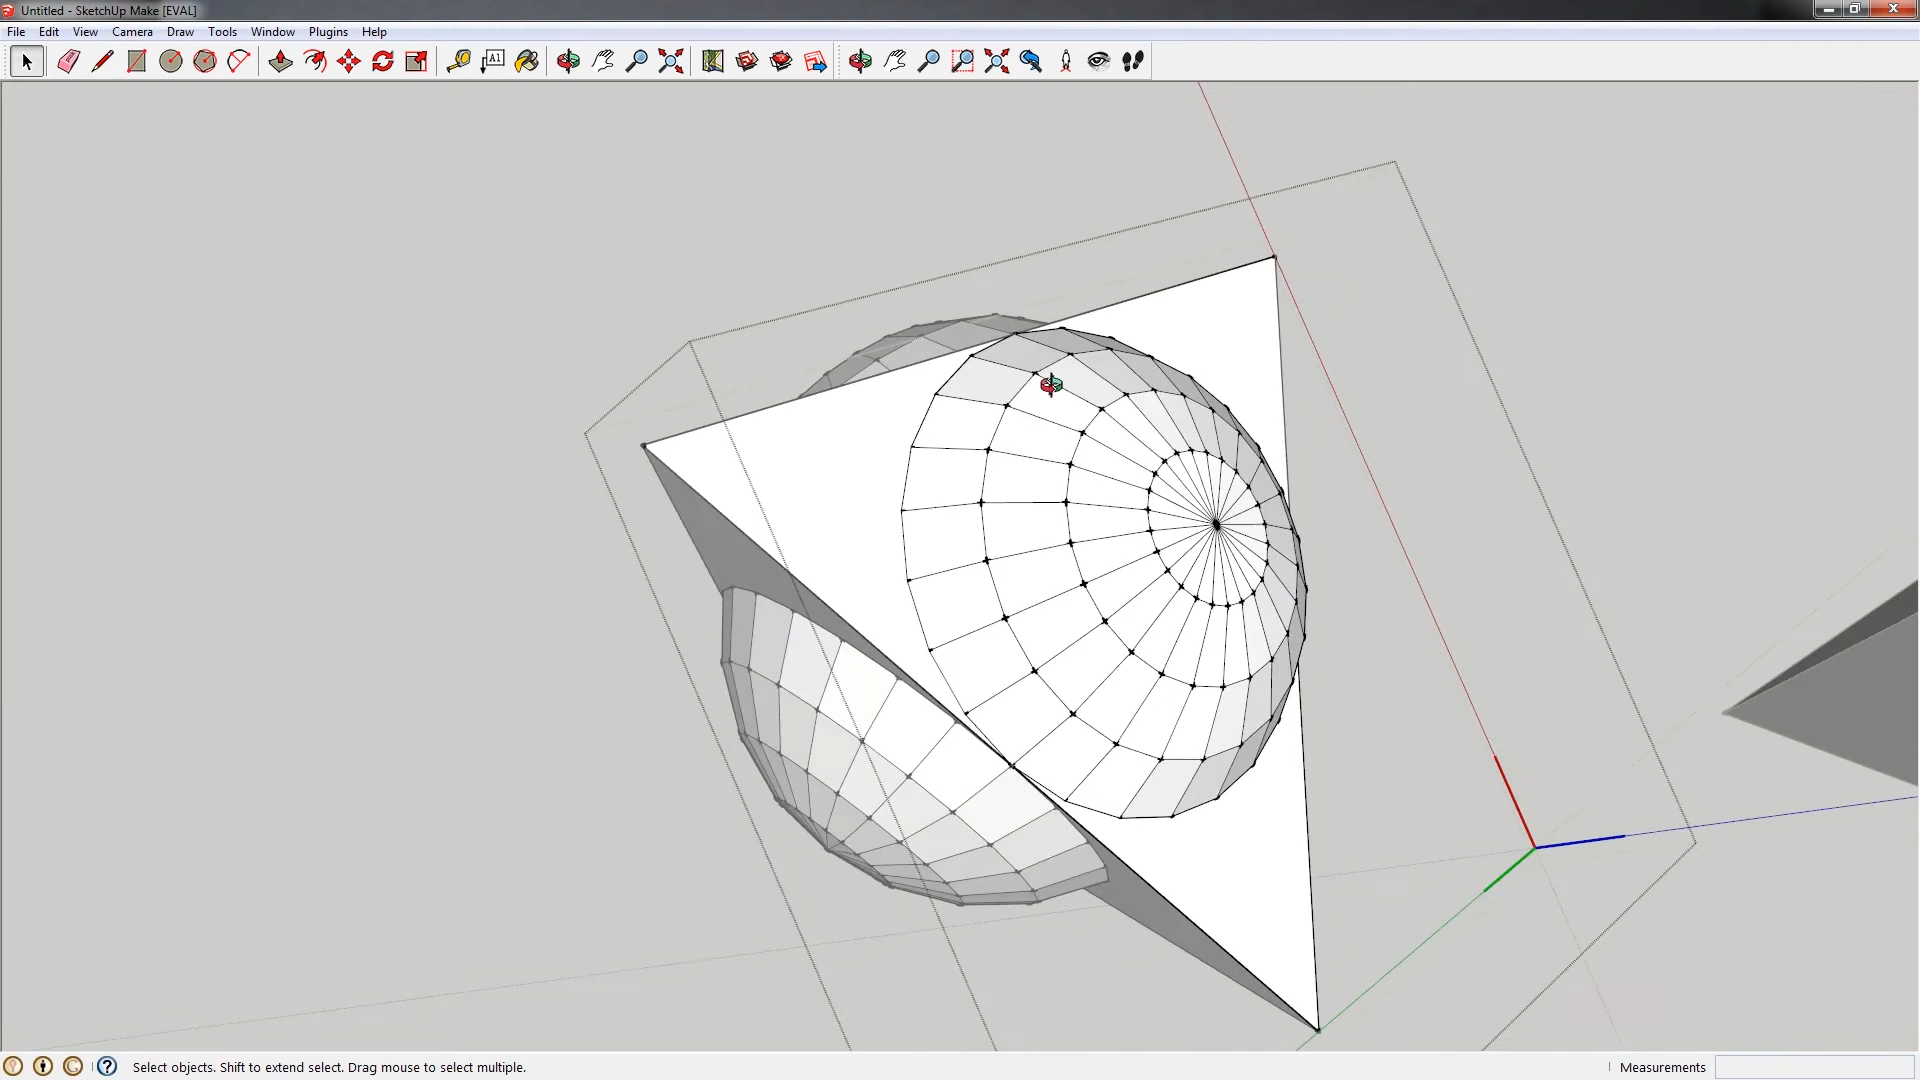 Untitled - SketchUp Make [EVAL]
File Edit View Camera Draw Tools Window Plugins Help
A1
Select objects. Shift to extend select. Drag mouse to select multiple.
Measurements